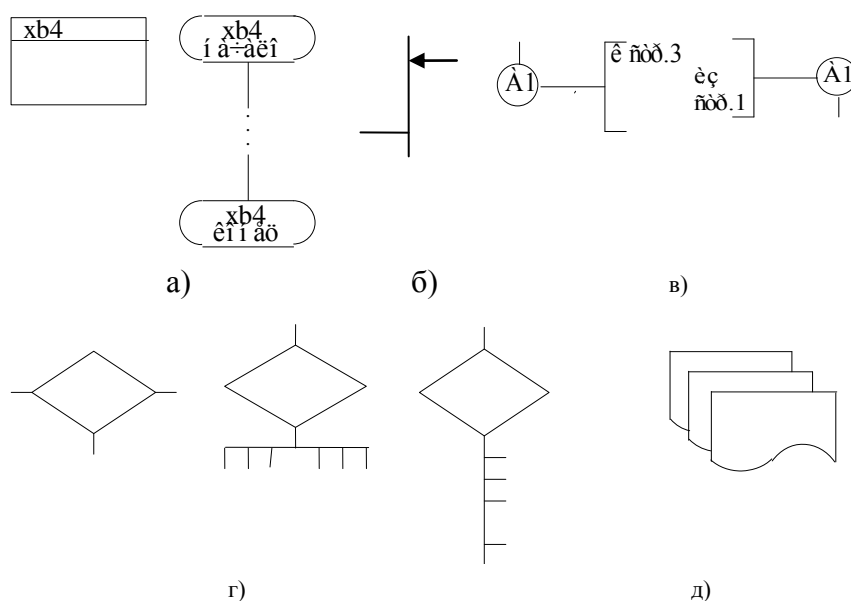 xb4
xb4
í à÷àëî
ê ñòð.3
À1
èç
ñòð.1
À1
xb4
êî í åö
а)
б)
в)
г)
д)